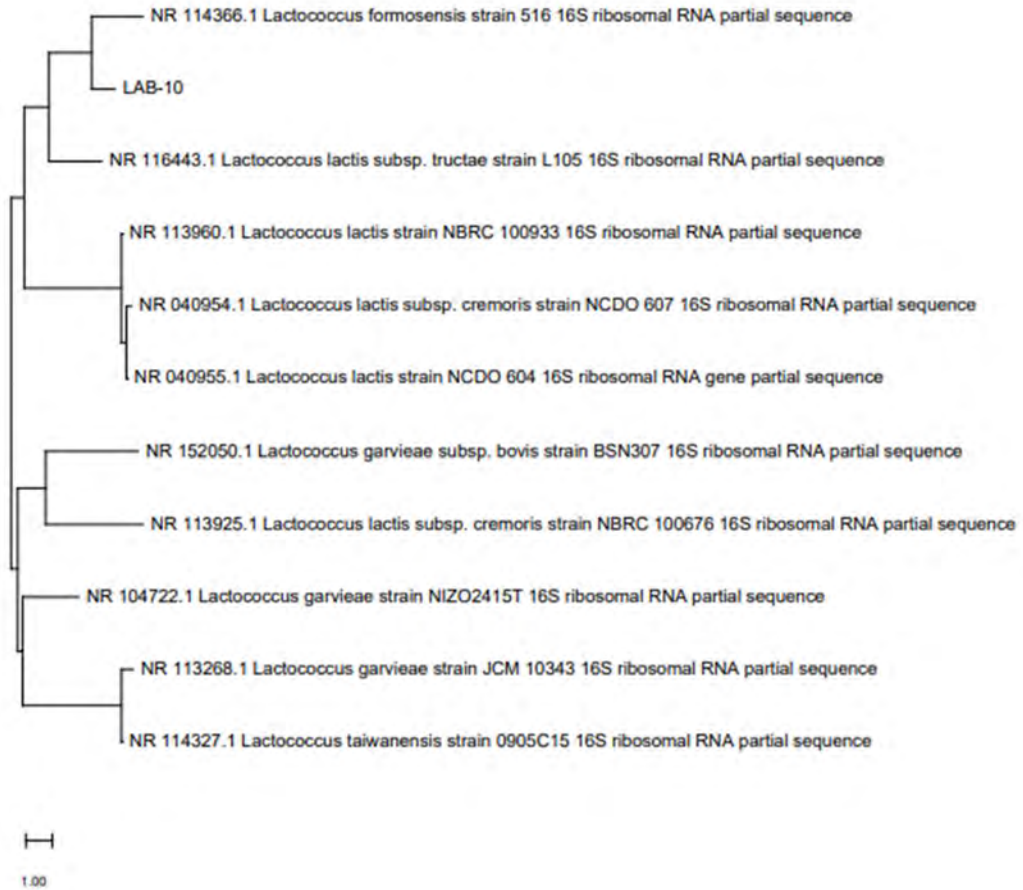 NR 114366.1 Lactococcus formosensis strain 516 16S ribosomal RNA partial sequence
LAB-10
NR 116443.1 Lactococcus lactis subsp. tructae strain L105 16S ribosomal RNA partial sequence
NR 113960.1 Lactococcus lactis strain NBRC 100933 16S ribosomal RNA partial sequence
NR 040954.1 Lactococcus lactis subsp. cremoris strain NCDO 607 16S ribosomal RNA partial sequence
NR 040955.1 Lactococcus lactis strain NCDO 604 16S ribosomal RNA gene partial sequence
NR 152050.1 Lactococcus garvieae subsp. bovis strain BSN307 16S ribosomal RNA partial sequence
NR 113925.1 Lactococcus lactis subsp. cremoris strain NBRC 100676 16S ribosomal RNA partial sequence
NR 104722.1 Lactococcus garvieae strain NIZO2415T 16S ribosomal RNA partial sequence
NR 113268.1 Lactococcus garvieae strain JCM 10343 16S ribosomal RNA partial sequence
NR 114327.1 Lactococcus taiwanensis strain 0905C15 16S ribosomal RNA partial sequence
1.00